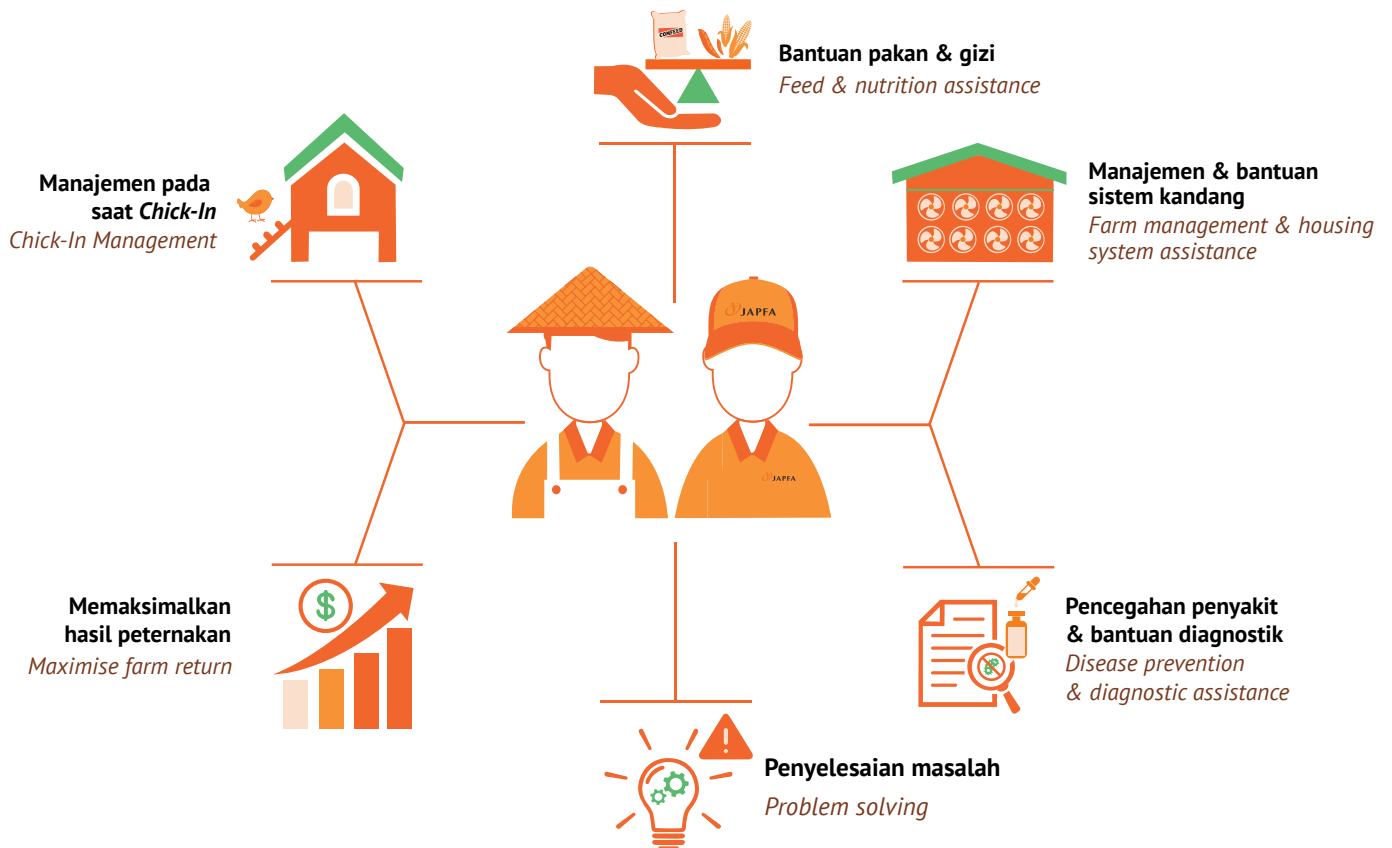 COMFEED
Bantuan pakan & gizi
Feed & nutrition assistance
Manajemen pada
saat Chick-In
Chick-In Management
Manajemen & bantuan
sistem kandang
Farm management & housing
system assistance
JAPFA
JAPFA
Memaksimalkan
hasil peternakan
Maximise farm return
$
Pencegahan penyakit
& bantuan diagnostik
Disease prevention
& diagnostic assistance
!
Penyelesaian masalah
Problem solving